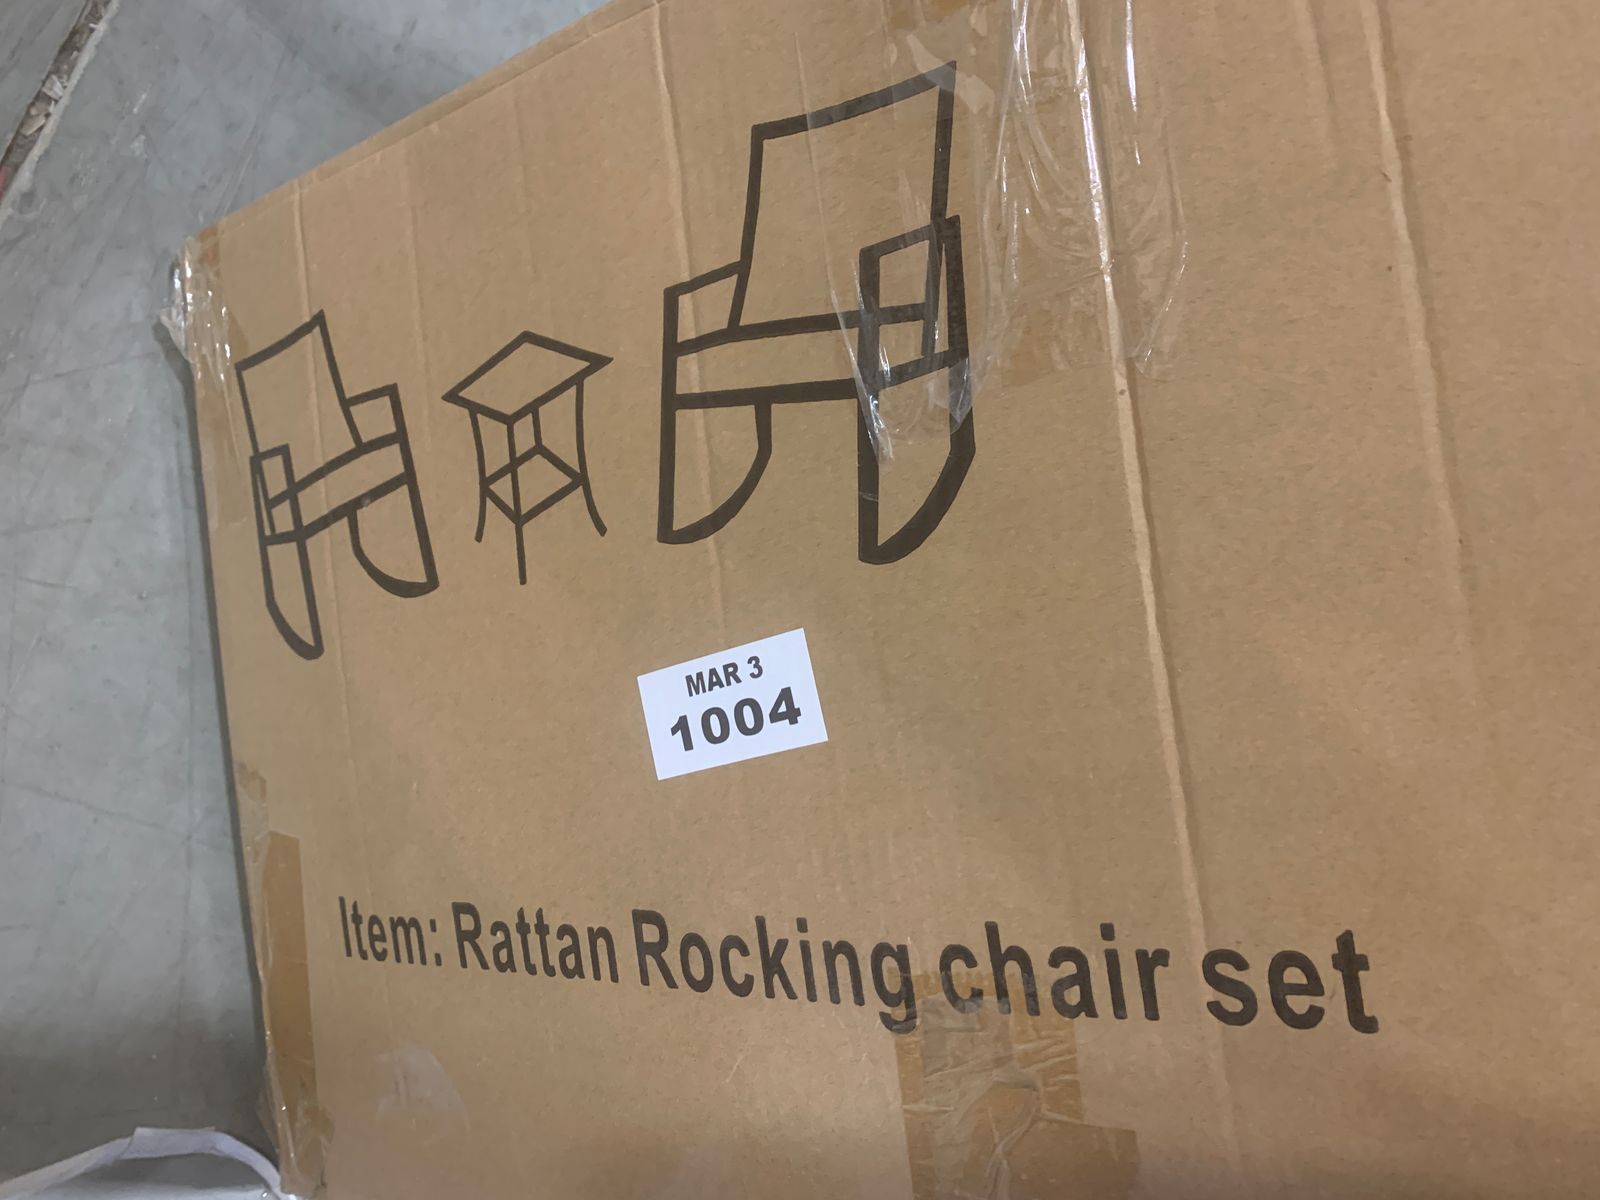 MAR 3
1004
Item: Rattan Rocking chair set